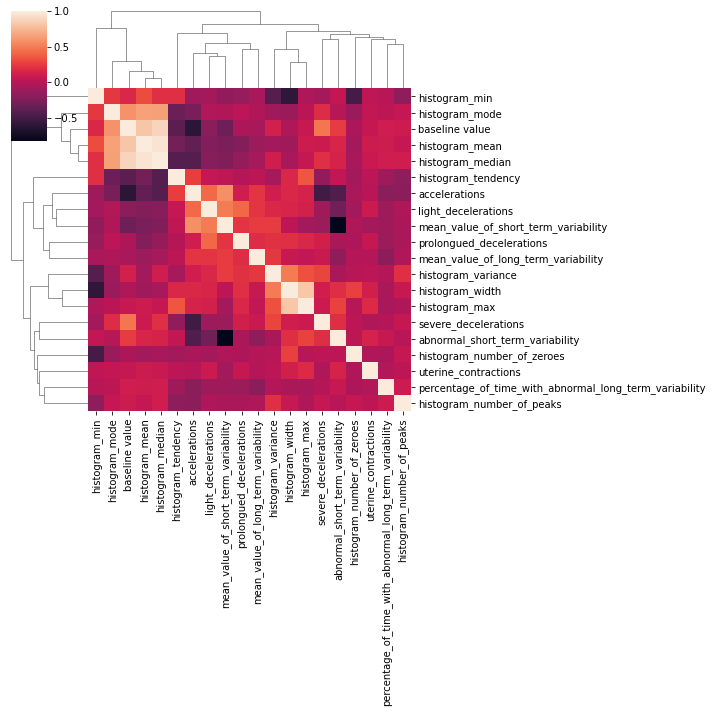 1.0
0.5
0.0
−0.5
histogram_min
histogram_mode
baseline value
histogram_mean
histogram_median
histogram_tendency
accelerations
light_decelerations
mean_value_of_short_term_variability
prolongued_decelerations
mean_value_of_long_term_variability
histogram_variance
histogram_width
histogram_max
severe_decelerations
abnormal_short_term_variability
histogram_number_of_zeroes
uterine_contractions
percentage_of_time_with_abnormal_long_term_variability
histogram_number_of_peaks
histogram_min
histogram_mode
baseline value
histogram_mean
histogram_median
histogram_tendency
accelerations
light_decelerations
mean_value_of_short_term_variability
prolongued_decelerations
mean_value_of_long_term_variability
histogram_variance
histogram_width
histogram_max
severe_decelerations
abnormal_short_term_variability
histogram_number_of_zeroes
uterine_contractions
percentage_of_time_with_abnormal_long_term_variability
histogram_number_of_peaks